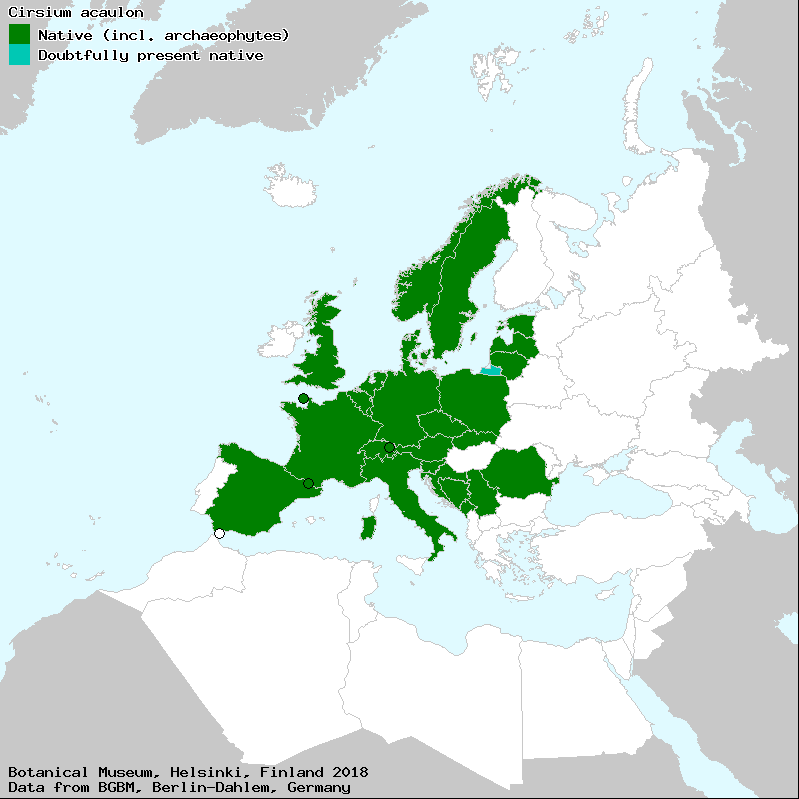 Cirsium acaulon
Native (incl. archaeophytes)
Doubtfully present native
Botanical Museum, Helsinki, Finland 2018
Data from BGBM, Berlin-Dahlem, Germany